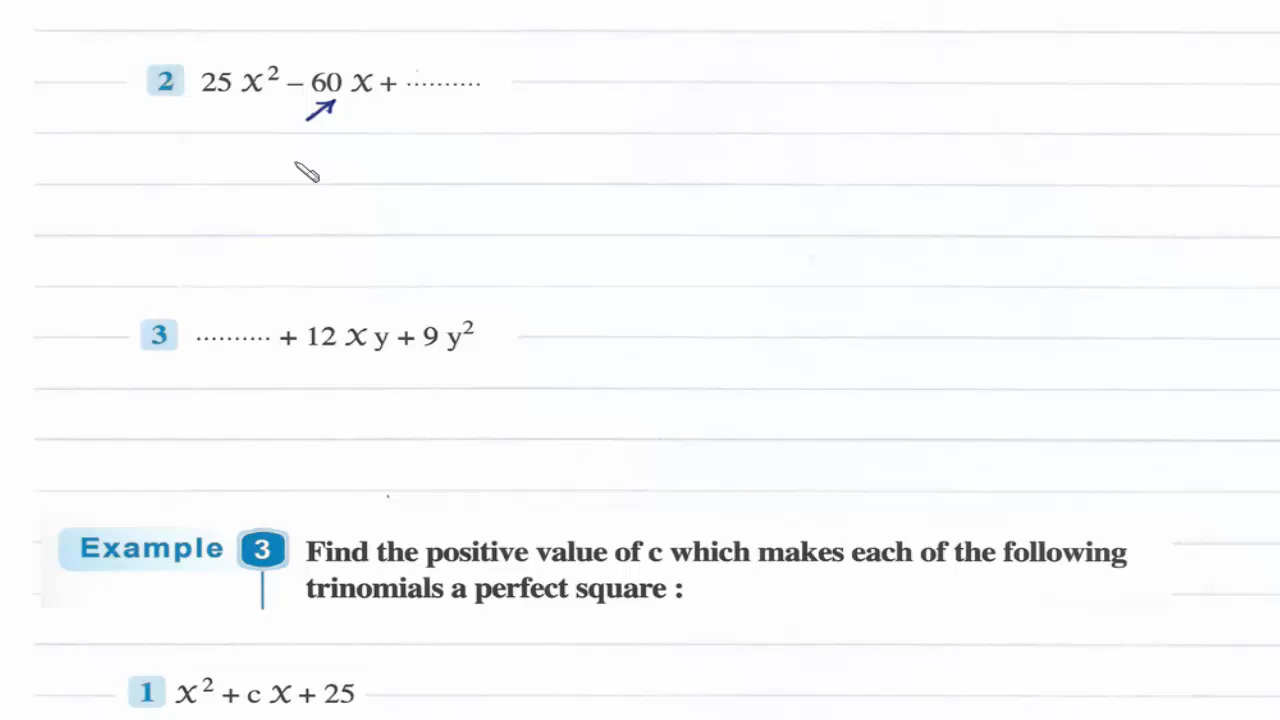 2 25 x² – 60 x + ..........
3 .......... + 12 x y + 9 y²
Example 3 Find the positive value of c which makes each of the following
trinomials a perfect square :
1 x² + c x + 25